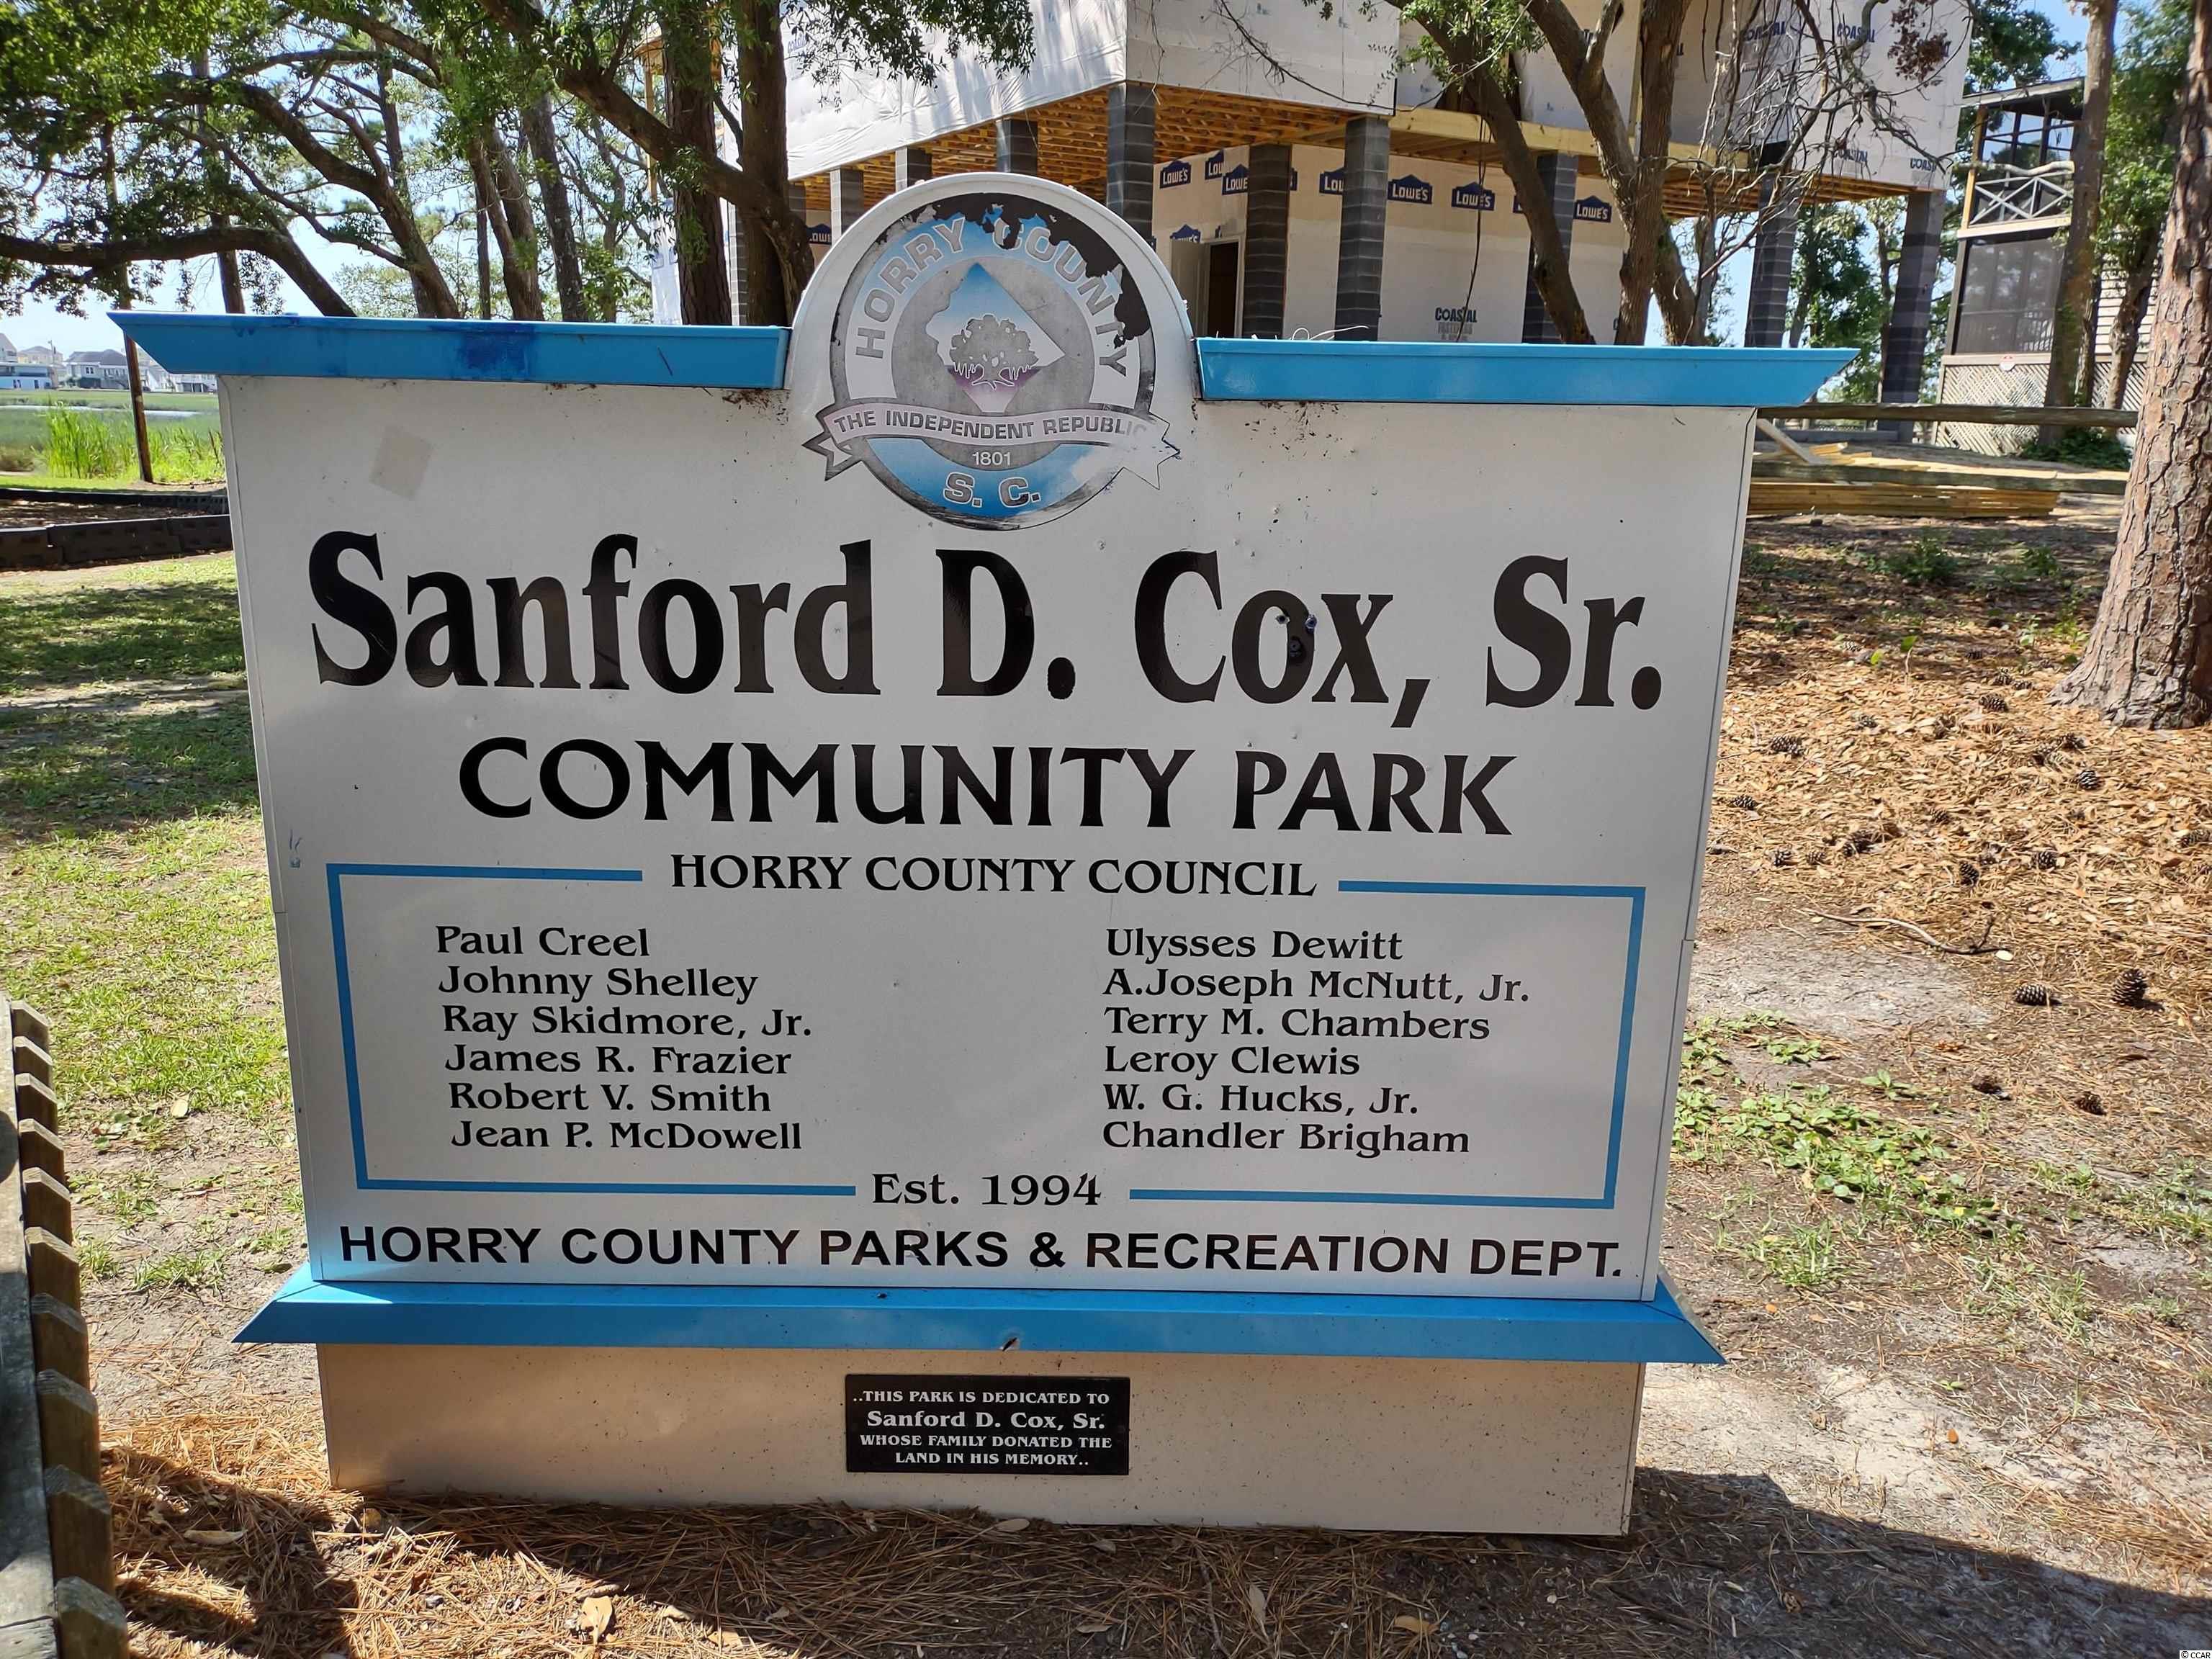 HORRY COUNTY
THE INDEPENDENT REPUBLIC
1801
S. C.
Sanford D. Cox, Sr.
COMMUNITY PARK
HORRY COUNTY COUNCIL
Paul Creel
Johnny Shelley
Ray Skidmore, Jr.
James R. Frazier
Robert V. Smith
Jean P. McDowell
Ulysses Dewitt
A.Joseph McNutt, Jr.
Terry M. Chambers
Leroy Clewis
W. G. Hucks, Jr.
Chandler Brigham
Est. 1994
HORRY COUNTY PARKS & RECREATION DEPT.
..THIS PARK IS DEDICATED TO
Sanford D. Cox, Sr.
WHOSE FAMILY DONATED THE
LAND IN HIS MEMORY..
LOWE'S
LOWE'S
LOWE'S
LOWE'S
COASTAL
COASTAL
COASTAL
© CCAR